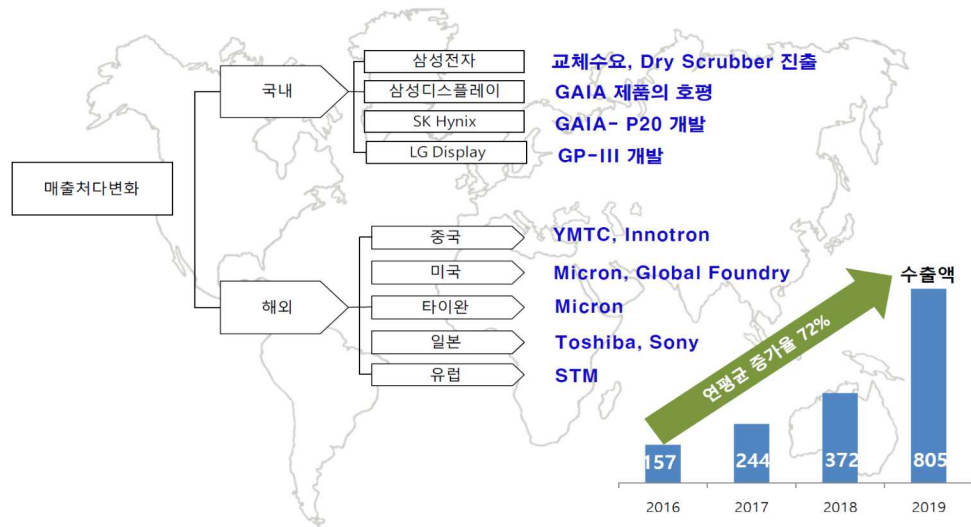 매출처다변화
국내
삼성전자
교체수요, Dry Scrubber 진출
삼성디스플레이
GAIA 제품의 호평
SK Hynix
GAIA- P20 개발
LG Display
GP-III 개발
해외
중국
YMTC, Innotron
미국
Micron, Global Foundry
타이완
Micron
일본
Toshiba, Sony
유럽
STM
수출액
연평균 증가율 72%
157
244
372
805
2016
2017
2018
2019